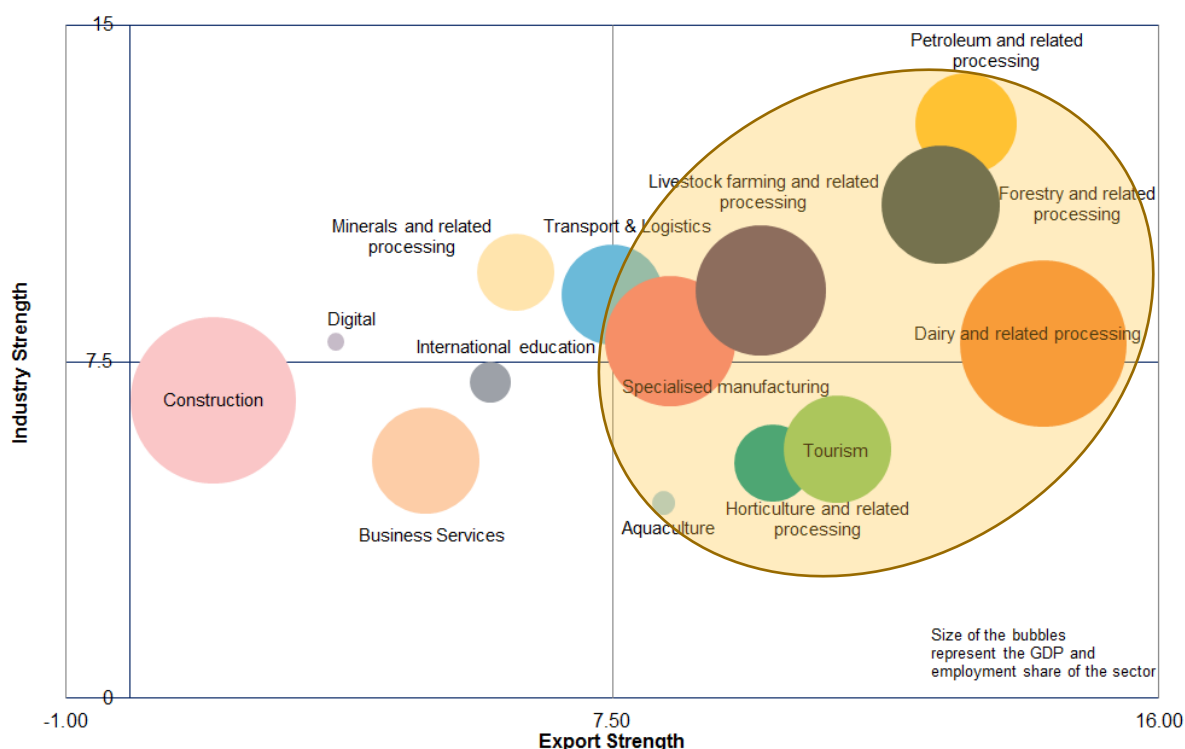 15
Petroleum and related
processing
Livestock farming and related
processing
Forestry and related
processing
Minerals and related
processing
Transport & Logistics
Digital
International education
Dairy and related processing
Industry Strength
7.5
Specialised manufacturing
Construction
Tourism
Horticulture and related
processing
Aquaculture
Business Services
Size of the bubbles
represent the GDP and
employment share of the sector
0
-1.00
7.50
16.00
Export Strength